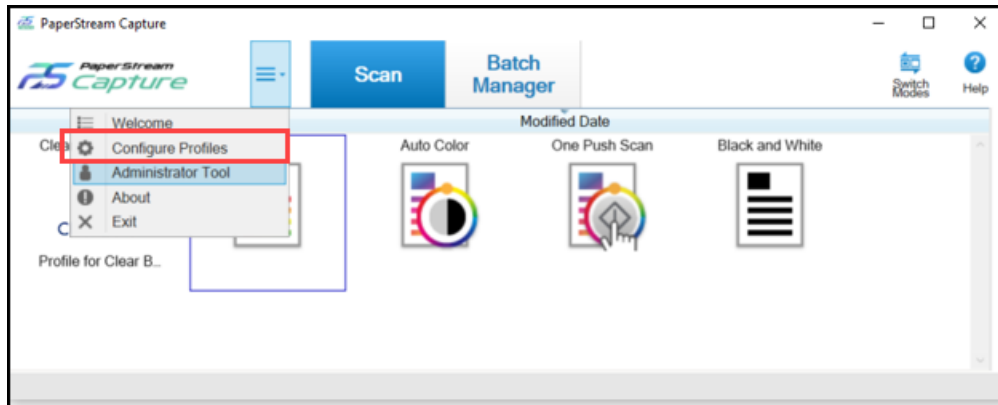 PaperStream Capture
PaperStream
Capture
Scan
Batch
Manager
Switch
Modes
Help
Modified Date
Welcome
Configure Profiles
Administrator Tool
About
Exit
Auto Color
One Push Scan
Black and White
Profile for Clear B...